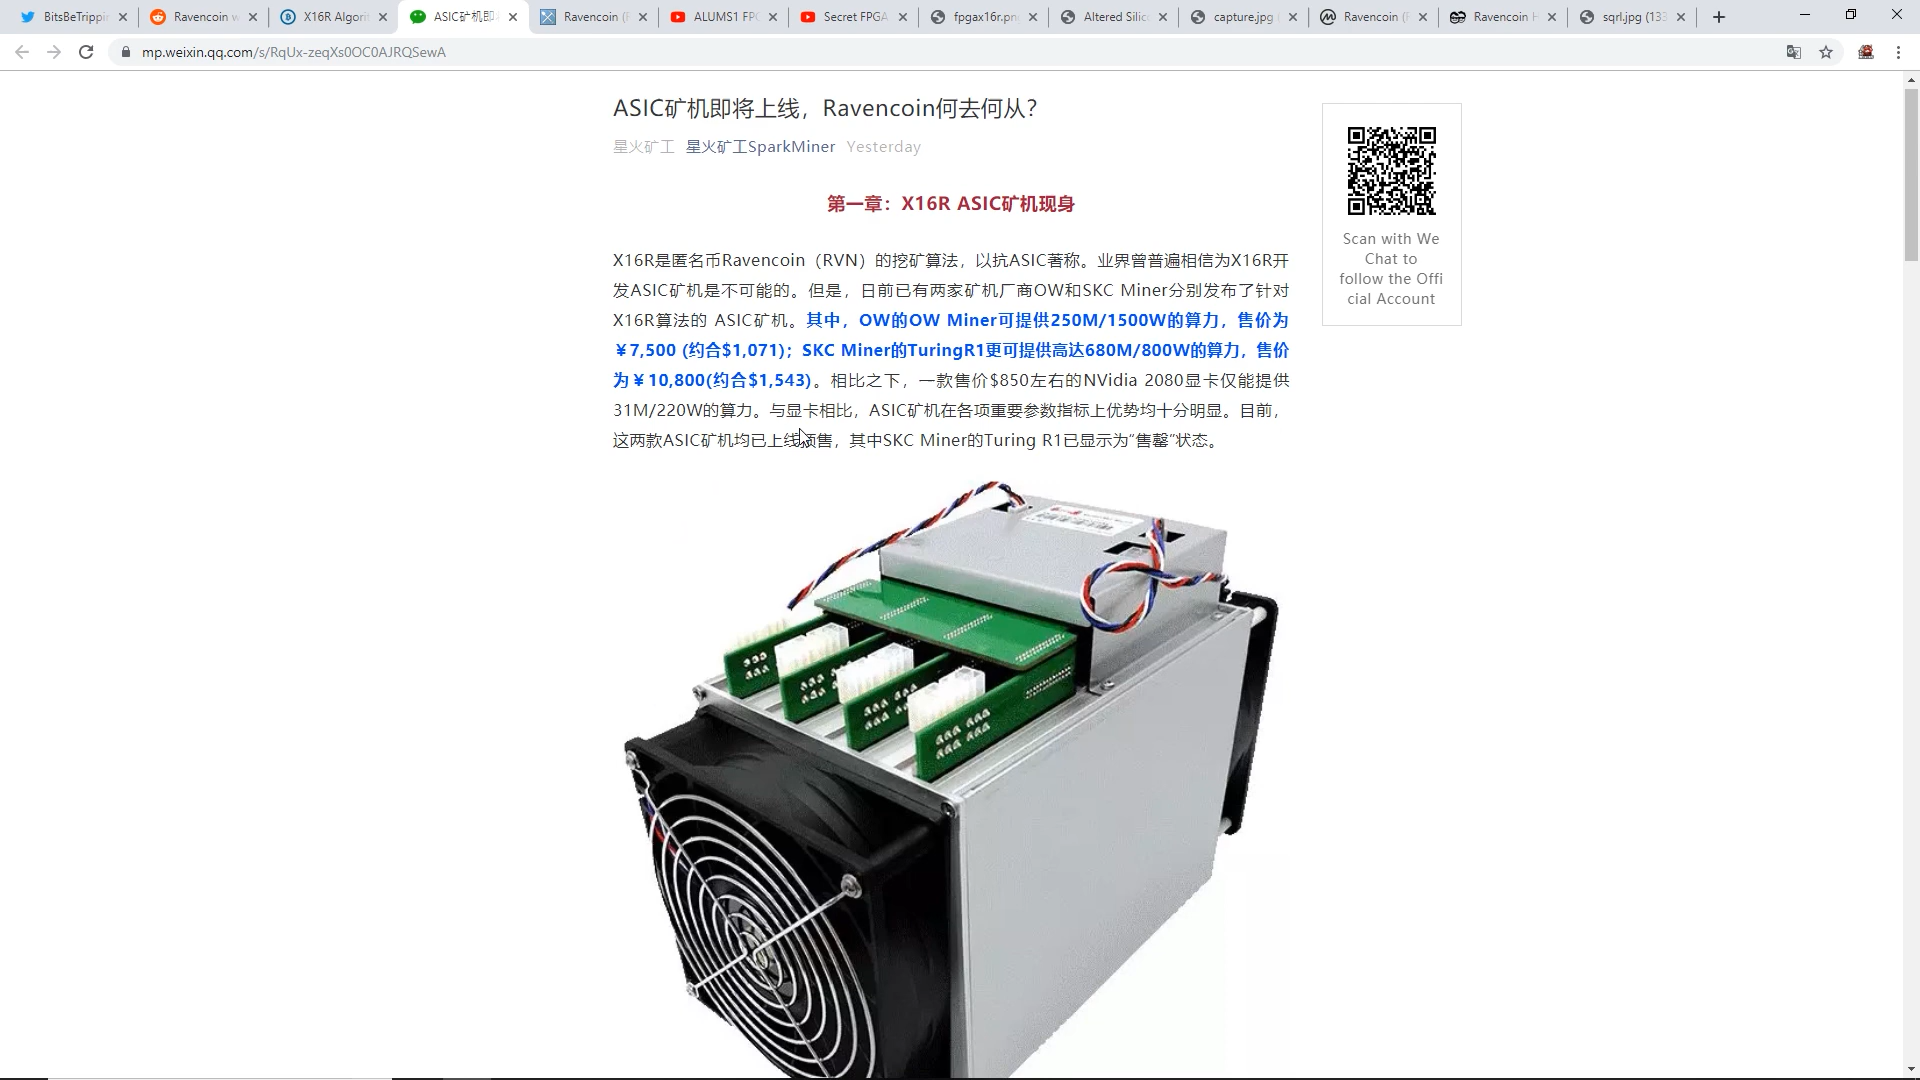 BitsBeTrippin
Ravencoin w
X16R Algorit
ASIC矿机即
Ravencoin (
ALUMS1 FPG
Secret FPGA
fpgax16r.pn
Altered Silic
capture.jpg
Ravencoin (
Ravencoin H
sqrl.jpg (133
mp.weixin.qq.com/s/RqUx-zeqXs0OC0AJRQSewA
ASIC矿机即将上线，Ravencoin何去何从？
星火矿工 星火矿工SparkMiner Yesterday
第一章：X16R ASIC矿机现身
X16R是匿名币Ravencoin（RVN）的挖矿算法，以抗ASIC著称。业界曾普遍相信为X16R开
发ASIC矿机是不可能的。但是，日前已有两家矿机厂商OW和SKC Miner分别发布了针对
X16R算法的 ASIC矿机。其中，OW的OW Miner可提供250M/1500W的算力，售价为
￥7,500 (约合$1,071)；SKC Miner的TuringR1更可提供高达680M/800W的算力，售价
为￥10,800(约合$1,543)。相比之下，一款售价$850左右的NVidia 2080显卡仅能提供
31M/220W的算力。与显卡相比，ASIC矿机在各项重要参数指标上优势均十分明显。目前，
这两款ASIC矿机均已上线预售，其中SKC Miner的Turing R1已显示为“售罄”状态。
Scan with We
Chat to
follow the Offi
cial Account